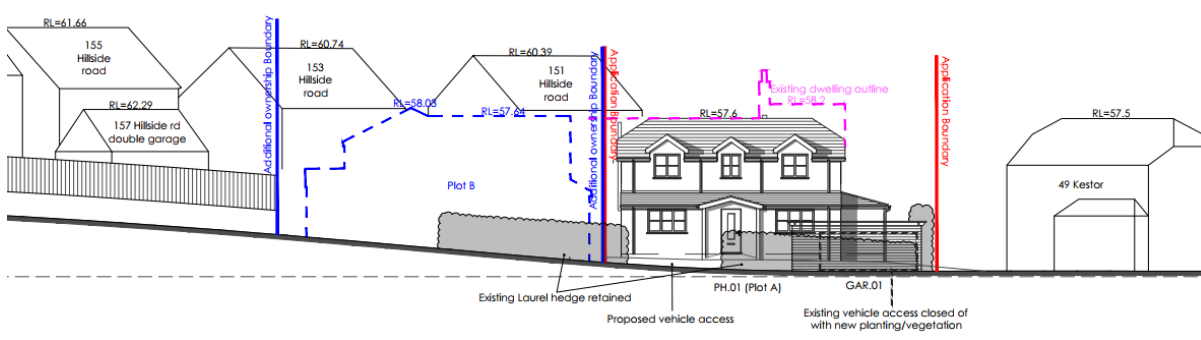 RL=61.66
155
Hillside
road
RL=62.29
157 Hillside rd
double garage
Additional ownership Boundary
RL=60.74
153
Hillside
road
RL=58.03
RL=57.64
Plot B
RL=60.39
151
Hillside
road
Additional ownership Boundary
Application Boundary
Existing dwelling outline
RL=58.2
RL=57.6
Application Boundary
RL=57.5
49 Kestor
Existing Laurel hedge retained
PH.01 (Plot A)
GAR.01
Proposed vehicle access
Existing vehicle access closed of
with new planting/vegetation